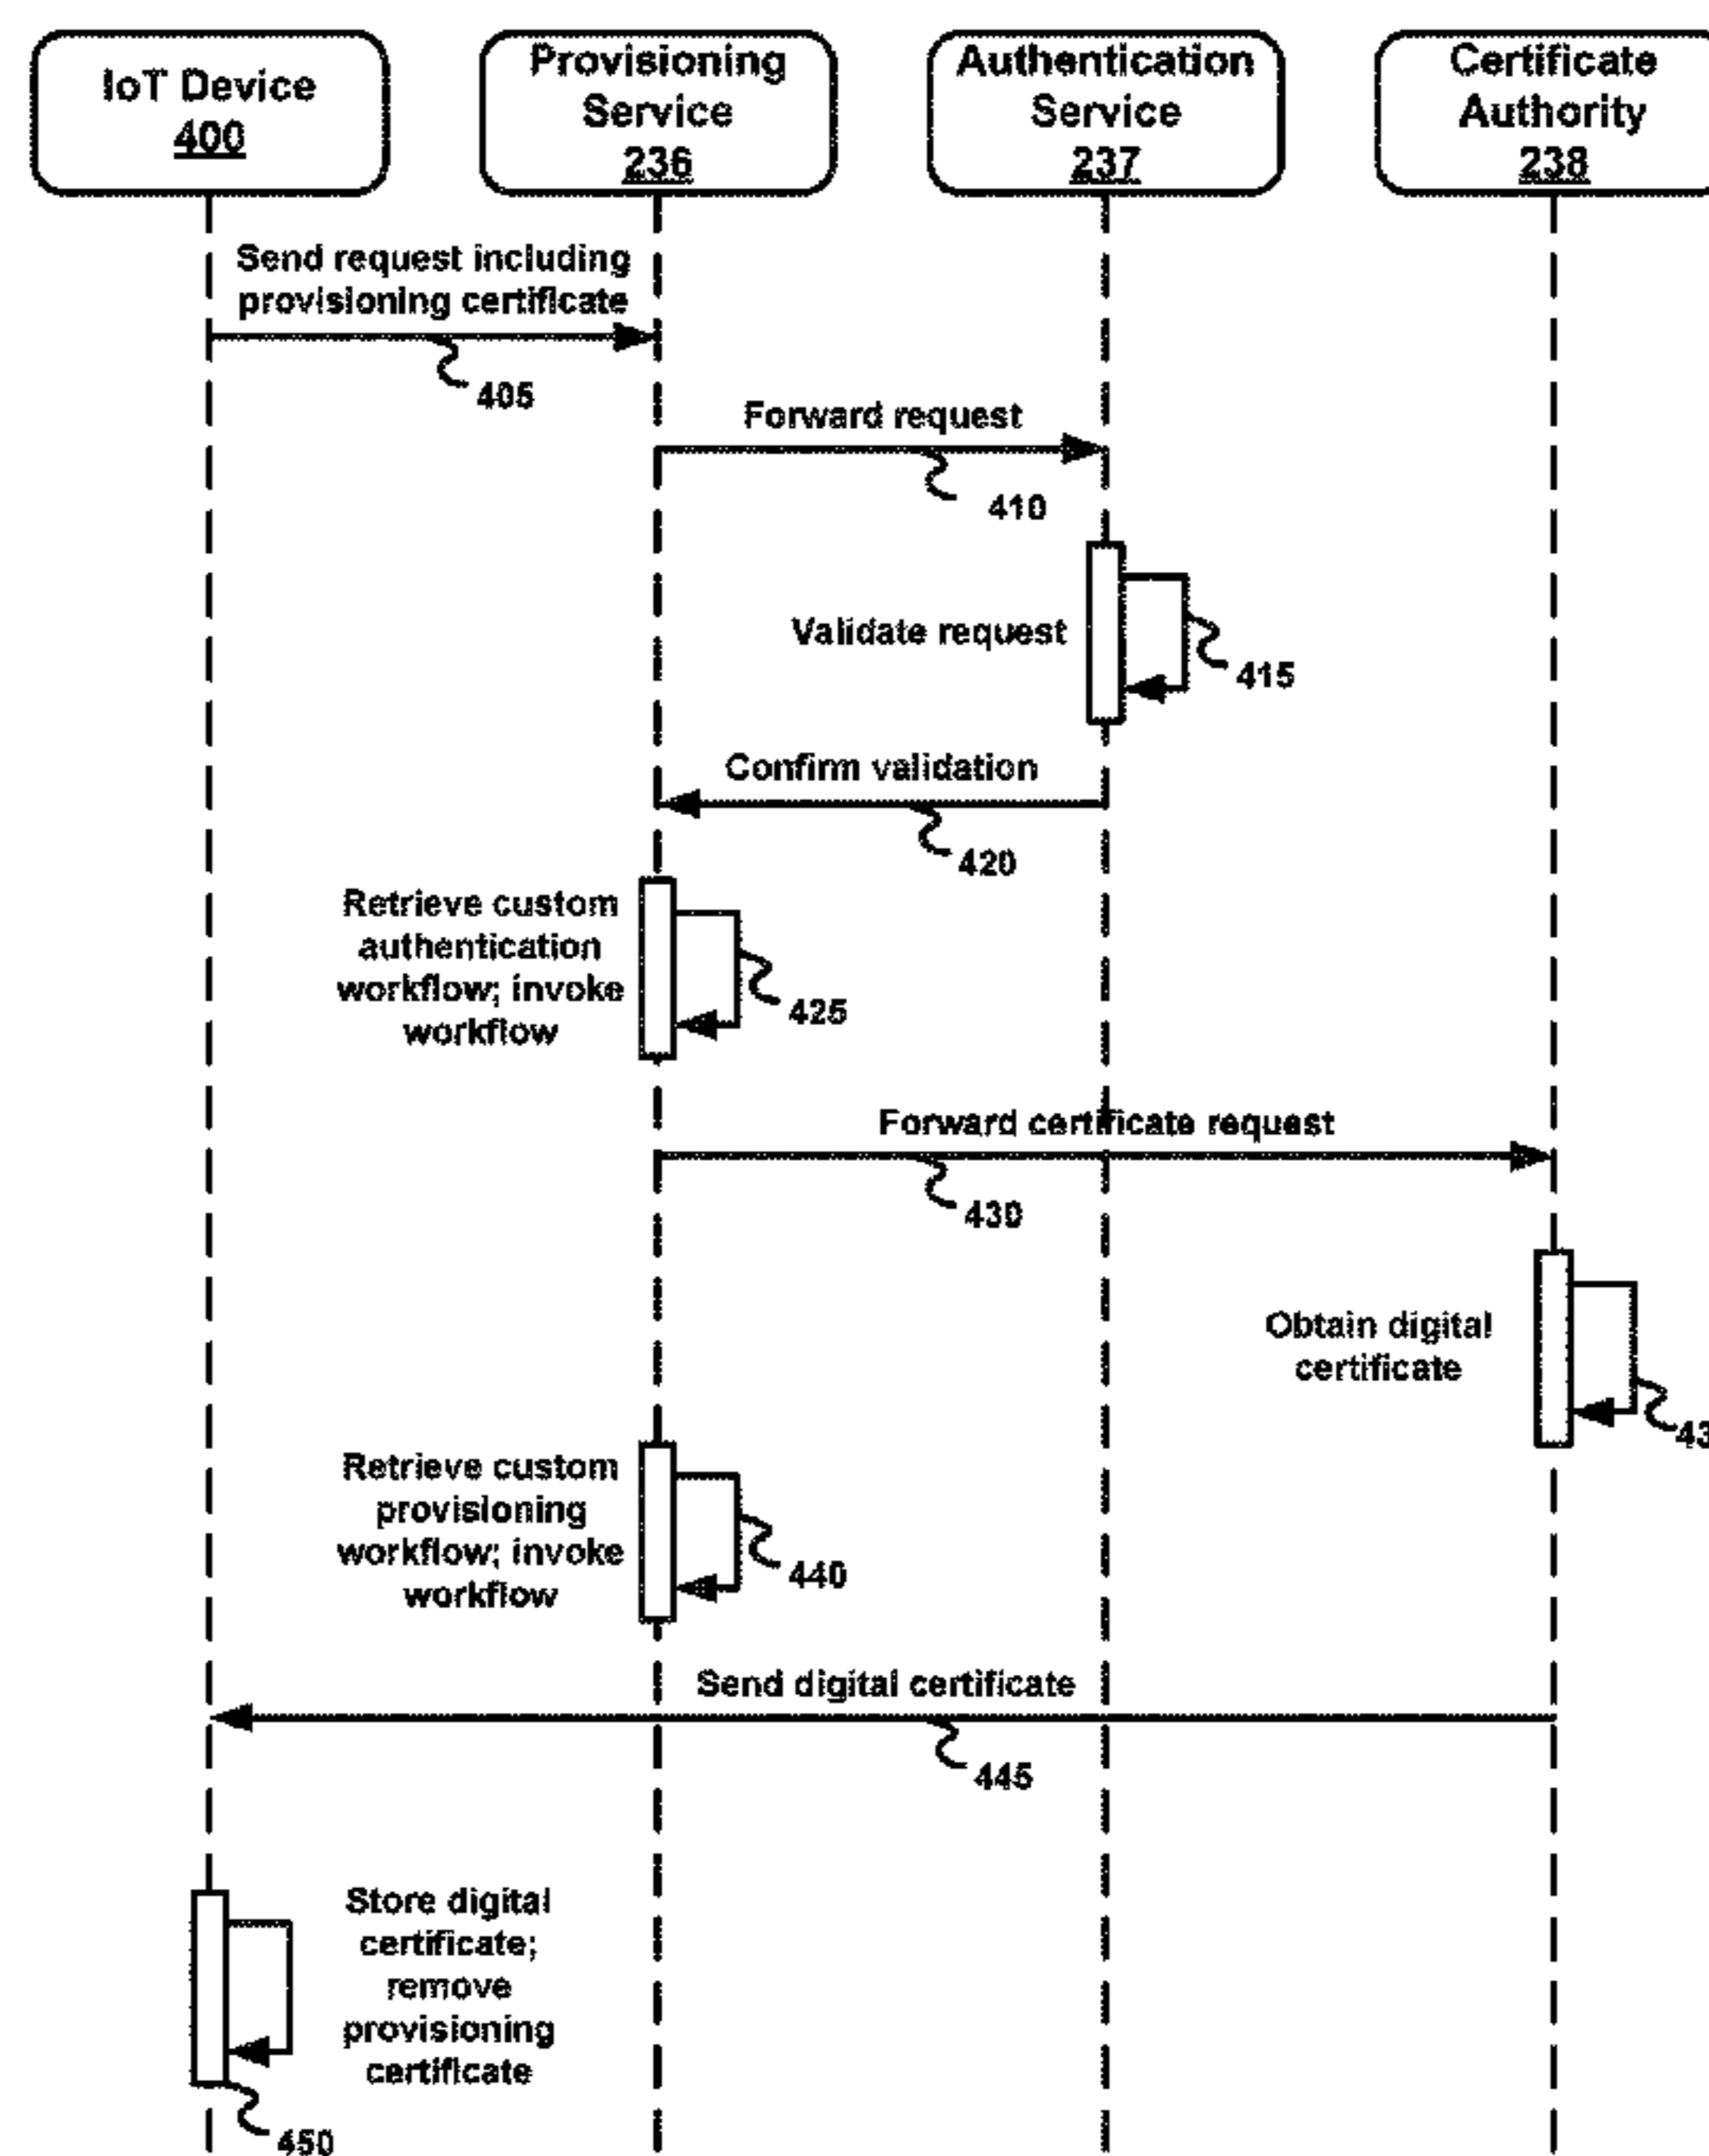 IoT Device
400
Provisioning
Service
236
Authentication
Service
237
Certificate
Authority
238
Send request including
provisioning certificate
405
Forward request
410
Validate request
415
Confirm validation
420
Retrieve custom
authentication
workflow; invoke
workflow
425
Forward certificate request
430
Obtain digital
certificate
Retrieve custom
provisioning
workflow; invoke
workflow
440
Send digital certificate
445
Store digital
certificate;
remove
provisioning
certificate
450